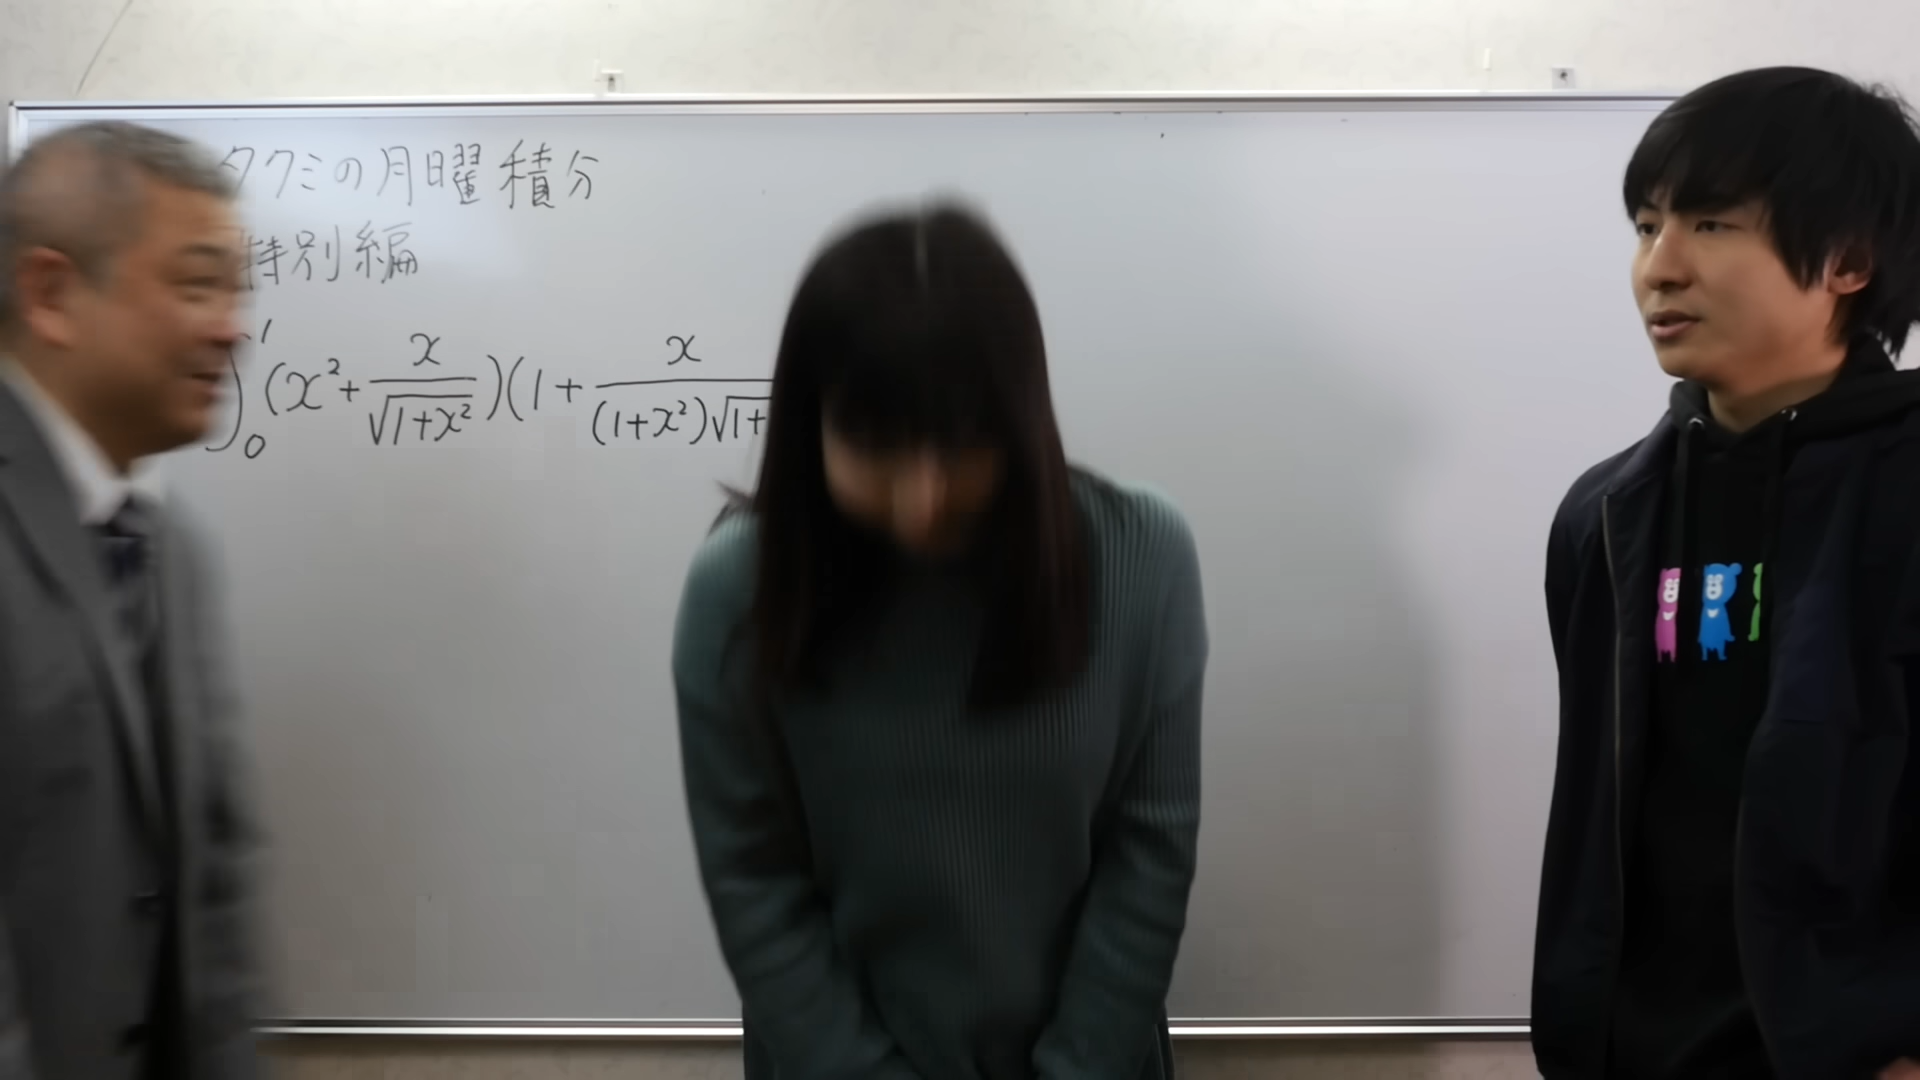 タクミの月曜積分
特別編
∫₀¹ (x² + x/√(1+x²))(1 + x/((1+x²)√1+